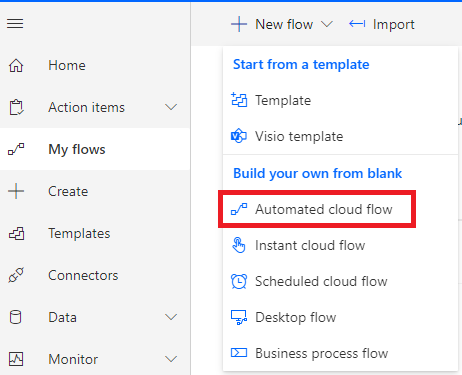 Home
Action items
My flows
Create
Templates
Connectors
Data
Monitor
New flow
Import
Start from a template
Template
Visio template
Build your own from blank
Automated cloud flow
Instant cloud flow
Scheduled cloud flow
Desktop flow
Business process flow